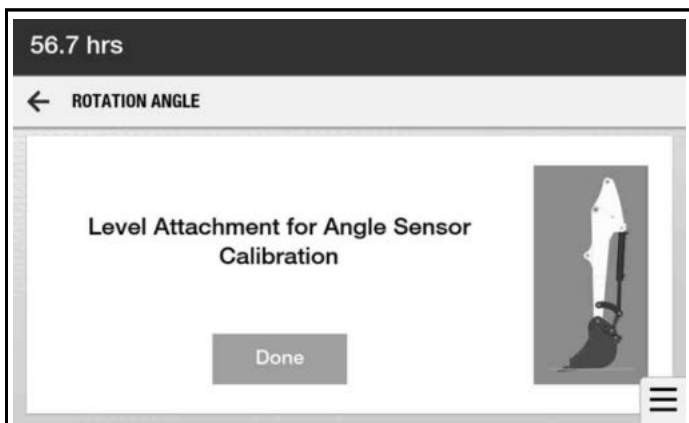 56.7 hrs
ROTATION ANGLE
Level Attachment for Angle Sensor
Calibration
Done